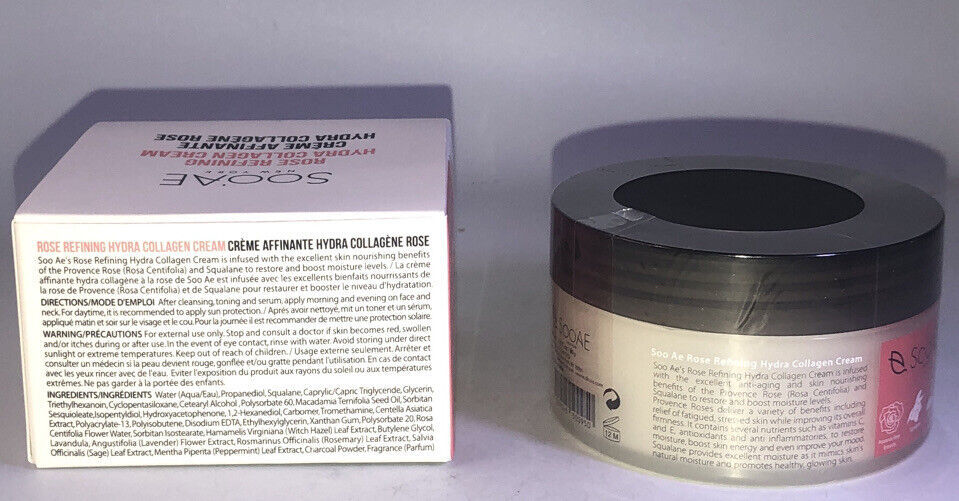 ROSE REFINING
HYDRA COLLAGEN CREAM
CRÈME AFFINANTE
HYDRA COLLAGÈNE ROSE
SOO'AE
NEW YORK
ROSE REFINING HYDRA COLLAGEN CREAM CRÈME AFFINANTE HYDRA COLLAGÈNE ROSE
Soo Ae's Rose Refining Hydra Collagen Cream is infused with the excellent skin nourishing benefits
of the Provence Rose (Rosa Centifolia) and Squalane to restore and boost moisture levels. / La crème
affinante hydra collagène à la rose de Soo Ae est infusée avec les excellents bienfaits nourrissants de
la rose de Provence (Rosa Centifolia) et de Squalane pour restaurer et booster le niveau d'hydratation.
DIRECTIONS/MODE D'EMPLOI After cleansing, toning and serum, apply morning and evening on face and
neck. For daytime, it is recommended to apply sun protection. / Après avoir nettoyé, mit un toner et un sérum,
appliqué matin et soir sur le visage et le cou. Pour la journée il est recommander de mettre une protection solaire.
WARNING/PRÉCAUTIONS For external use only. Stop and consult a doctor if skin becomes red, swollen
and/or itches during or after use. In the event of eye contact, rinse with water. Avoid storing under direct
sunlight or extreme temperatures. Keep out of reach of children. / Usage externe seulement. Arrêter et
consulter un médecin si la peau devient rouge, gonflée et/ou gratte pendant l'utilisation. En cas de contact
avec les yeux rincer avec de l'eau. Eviter l'exposition du produit aux rayons du soleil ou aux températures
extrêmes. Ne pas garder à la portée des enfants.
INGREDIENTS/INGRÉDIENTS Water (Aqua/Eau), Propanediol, Squalane, Caprylic/Capric Triglyceride, Glycerin,
Triethylhexanoin, Cyclopentasiloxane, Cetearyl Alcohol, Polysorbate 60, Macadamia Ternifolia Seed Oil, Sorbitan
Sesquioleate, Isopentyldiol, Hydroxyacetophenone, 1,2-Hexanediol, Carbomer, Tromethamine, Centella Asiatica
Extract, Polyacrylate-13, Polyisobutene, Disodium EDTA, Ethylhexylglycerin, Xanthan Gum, Polysorbate 20, Rosa
Centifolia Flower Water, Sorbitan Isostearate, Hamamelis Virginiana (Witch Hazel) Leaf Extract, Butylene Glycol,
Lavandula, Angustifolia (Lavender) Flower Extract, Rosmarinus Officinalis (Rosemary) Leaf Extract, Salvia
Officinalis (Sage) Leaf Extract, Mentha Pipenta (Peppermint) Leaf Extract, Charcoal Powder, Fragrance (Parfum)
SOO'AE
12 M
Soo Ae Rose Refining Hydra Collagen Cream
Soo Ae's Rose Refining Hydra Collagen Cream is infused
with the excellent anti-aging and skin nourishing
benefits of the Provence Rose (Rosa Centifolia) and
Squalane to restore and boost moisture levels.
Provence Roses deliver a variety of benefits including
relief of fatigued, stressed skin while improving its overall
firmness. It contains several nutrients such as vitamins C,
and E, antioxidants and anti inflammatories, to restore
moisture, boost skin energy and even improve your mood.
Squalane provides excellent moisture as it mimics skin's
natural moisture and promotes healthy, glowing skin.